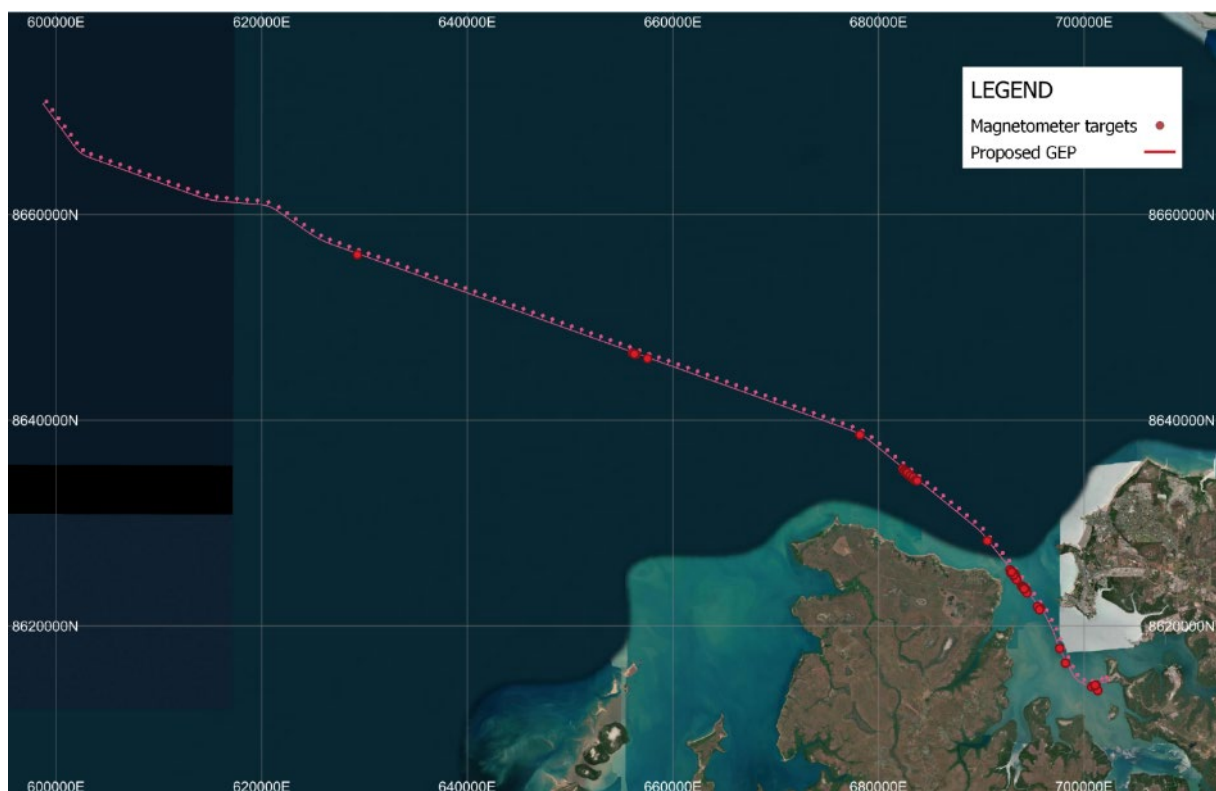 600000E 620000E 640000E 660000E 680000E 700000E
LEGEND
Magnetometer targets
Proposed GEP
8660000N 8660000N
8640000N 8640000N
8620000N 8620000N
600000E 620000E 640000E 660000E 680000E 700000E